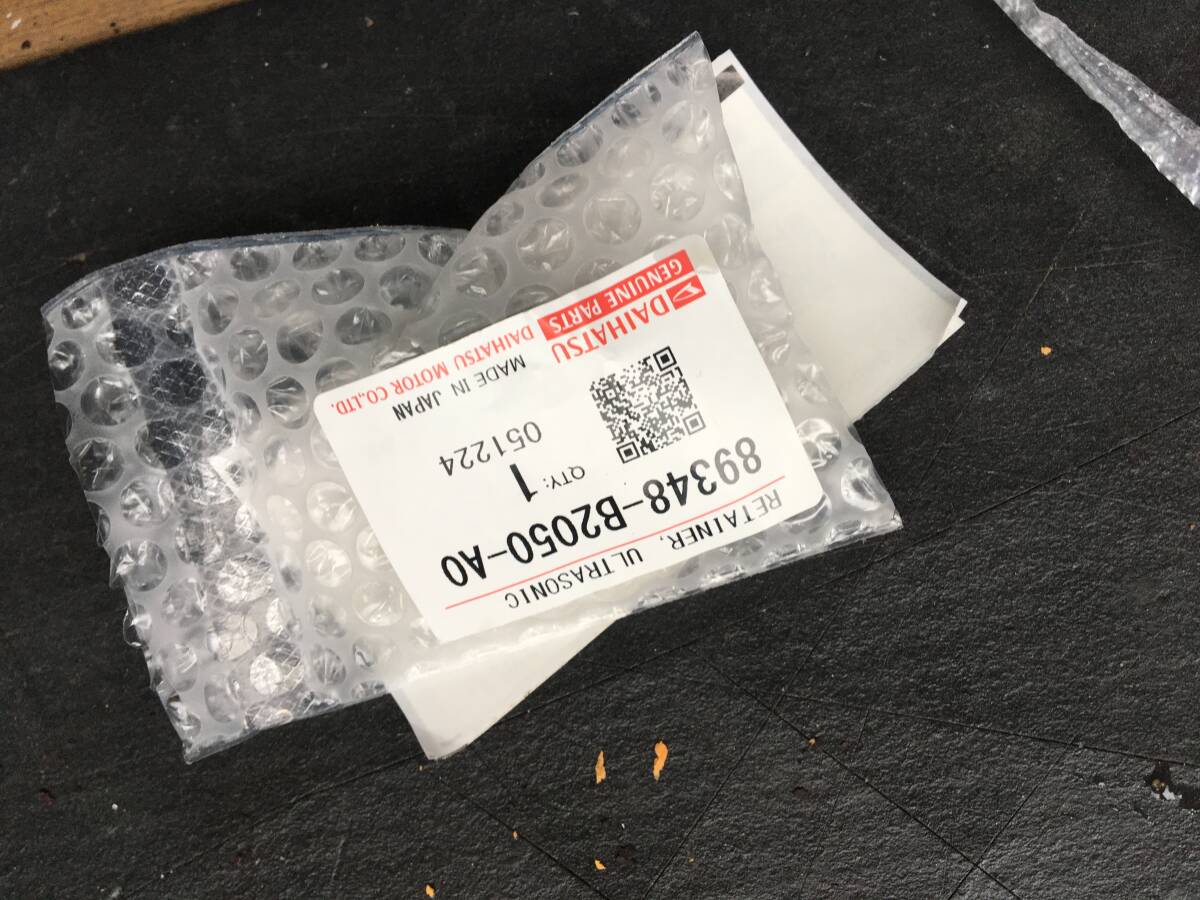 RETAINER, ULTRASONIC
89348-B2050-A0
QTY: 1
051224
MADE IN JAPAN
DAIHATSU
GENUINE PARTS
DAIHATSU MOTOR CO.,LTD.